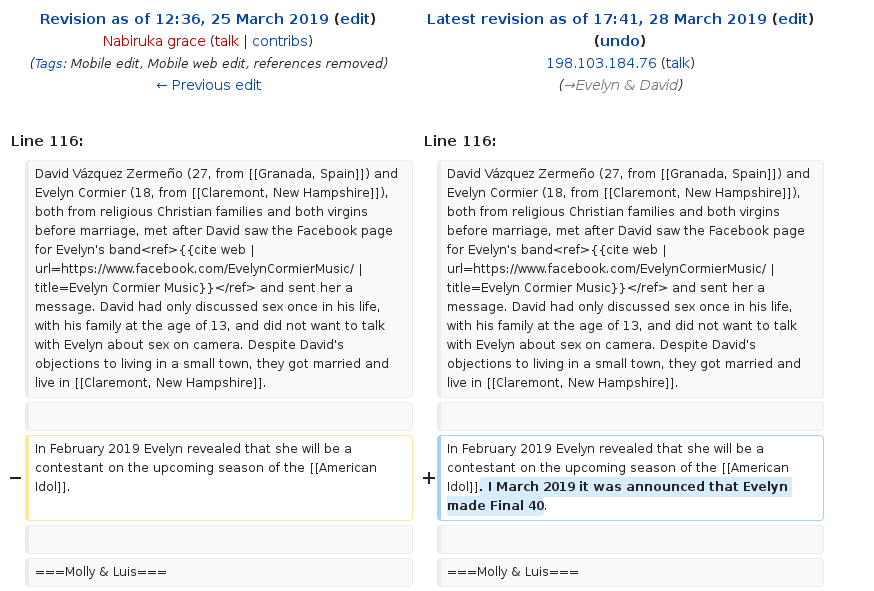 Revision as of 12:36, 25 March 2019 (edit)
Nabiruka grace (talk | contribs)
(Tags: Mobile edit, Mobile web edit, references removed)
← Previous edit
Latest revision as of 17:41, 28 March 2019 (edit)
(undo)
198.103.184.76 (talk)
(→Evelyn & David)
Line 116:
Line 116:
David Vázquez Zermeño (27, from [[Granada, Spain]]) and
Evelyn Cormier (18, from [[Claremont, New Hampshire]]),
both from religious Christian families and both virgins
before marriage, met after David saw the Facebook page
for Evelyn's band<ref>{{cite web |
url=https://www.facebook.com/EvelynCormierMusic/ |
title=Evelyn Cormier Music}}</ref> and sent her a
message. David had only discussed sex once in his life,
with his family at the age of 13, and did not want to talk
with Evelyn about sex on camera. Despite David's
objections to living in a small town, they got married and
live in [[Claremont, New Hampshire]].
David Vázquez Zermeño (27, from [[Granada, Spain]]) and
Evelyn Cormier (18, from [[Claremont, New Hampshire]]),
both from religious Christian families and both virgins
before marriage, met after David saw the Facebook page
for Evelyn's band<ref>{{cite web |
url=https://www.facebook.com/EvelynCormierMusic/ |
title=Evelyn Cormier Music}}</ref> and sent her a
message. David had only discussed sex once in his life,
with his family at the age of 13, and did not want to talk
with Evelyn about sex on camera. Despite David's
objections to living in a small town, they got married and
live in [[Claremont, New Hampshire]].
− In February 2019 Evelyn revealed that she will be a
contestant on the upcoming season of the [[American
Idol]].
+ In February 2019 Evelyn revealed that she will be a
contestant on the upcoming season of the [[American
Idol]]. I March 2019 it was announced that Evelyn
made Final 40.
===Molly & Luis===
===Molly & Luis===